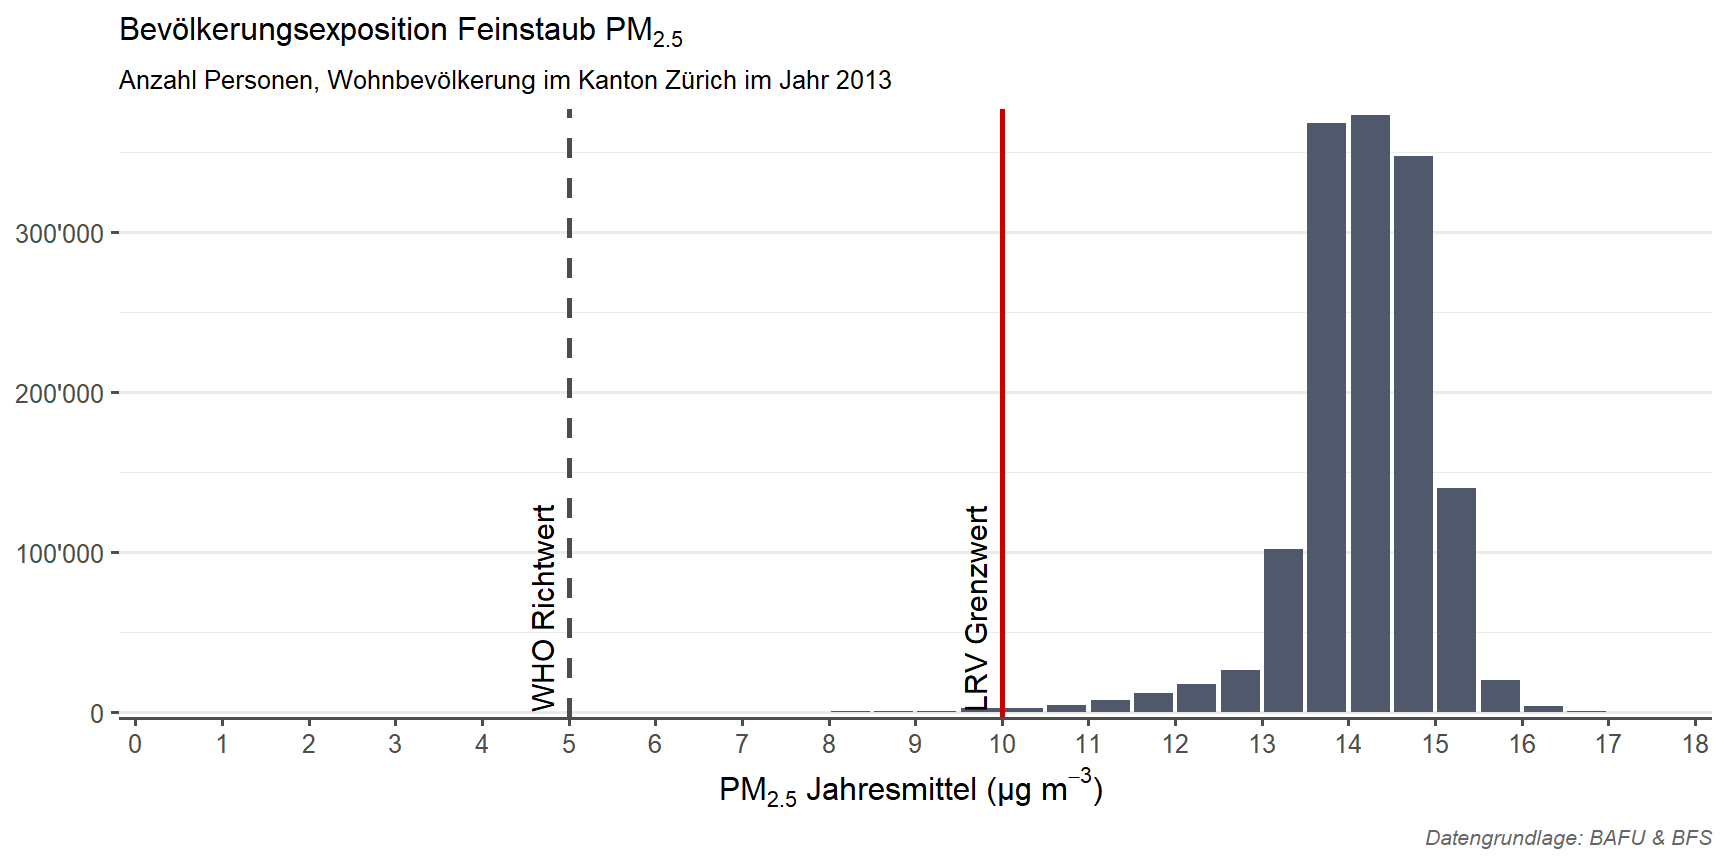 Bevölkerungsexposition Feinstaub PM2.5
Anzahl Personen, Wohnbevölkerung im Kanton Zürich im Jahr 2013
300'000
200'000
100'000
0
WHO Richtwert
LRV Grenzwert
0 1 2 3 4 5 6 7 8 9 10 11 12 13 14 15 16 17 18
PM2.5 Jahresmittel (µg m−3)
Datengrundlage: BAFU & BFS